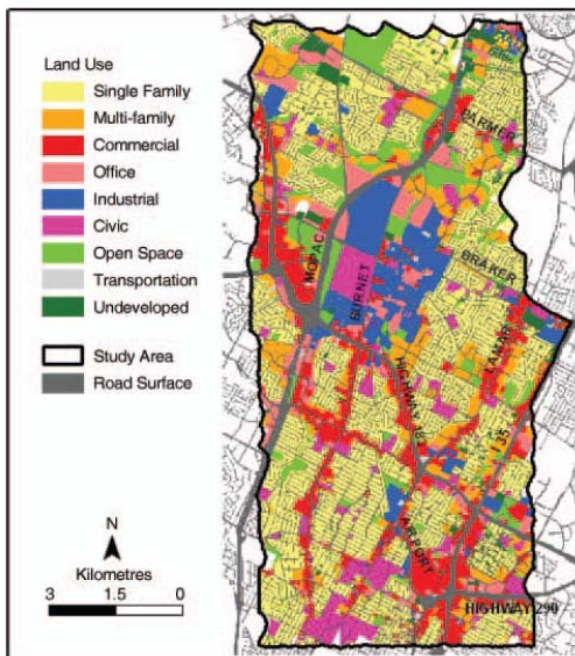 Land Use
Single Family
Multi-family
Commercial
Office
Industrial
Civic
Open Space
Transportation
Undeveloped
Study Area
Road Surface
N
Kilometres
3 1.5 0
PARMER
BRAKER
MOPAC
BURNET
LAMAR
HIGHWAY 183
I 35
AIRPORT
HIGHWAY 290